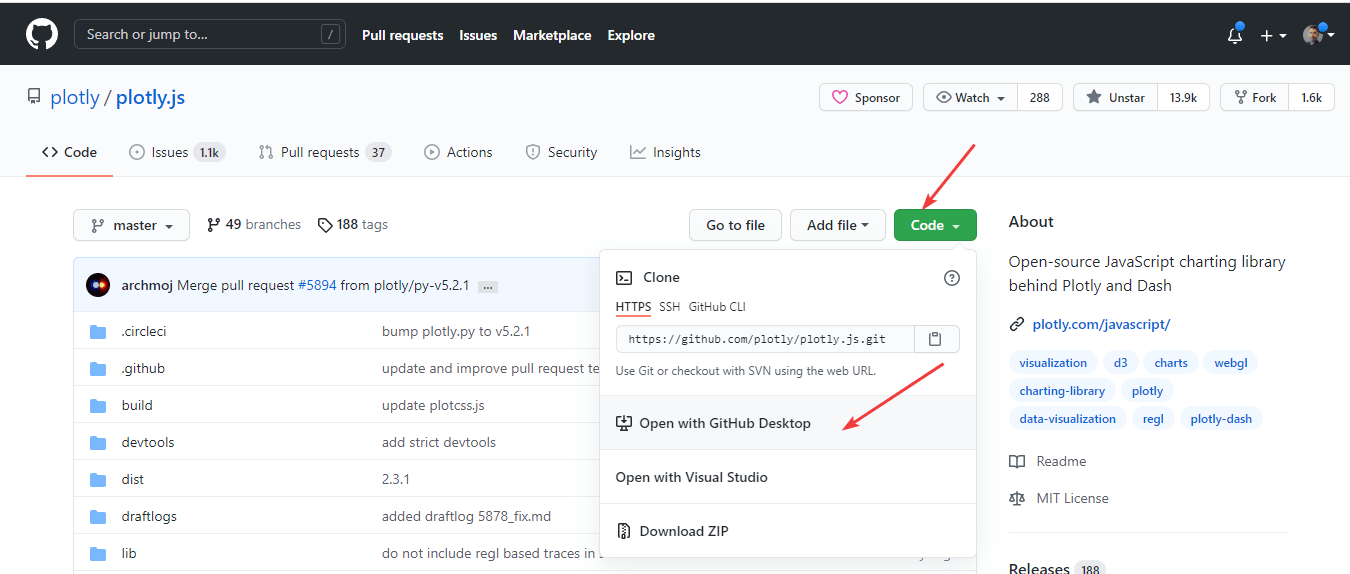 Search or jump to... / Pull requests Issues Marketplace Explore
plotly / plotly.js Sponsor Watch 288 Unstar 13.9k Fork 1.6k
Code Issues 1.1k Pull requests 37 Actions Security Insights
master 49 branches 188 tags Go to file Add file Code
About
Open-source JavaScript charting library
behind Plotly and Dash
plotly.com/javascript/
visualization d3 charts webgl
charting-library plotly
data-visualization regl plotly-dash
Readme
MIT License
Releases 188
archmoj Merge pull request #5894 from plotly/py-v5.2.1 ...
.circleci bump plotly.py to v5.2.1
.github update and improve pull request te
build update plotcss.js
devtools add strict devtools
dist 2.3.1
draftlogs added draftlog 5878_fix.md
lib do not include regl based traces in
Clone
HTTPS SSH GitHub CLI
https://github.com/plotly/plotly.js.git
Use Git or checkout with SVN using the web URL.
Open with GitHub Desktop
Open with Visual Studio
Download ZIP